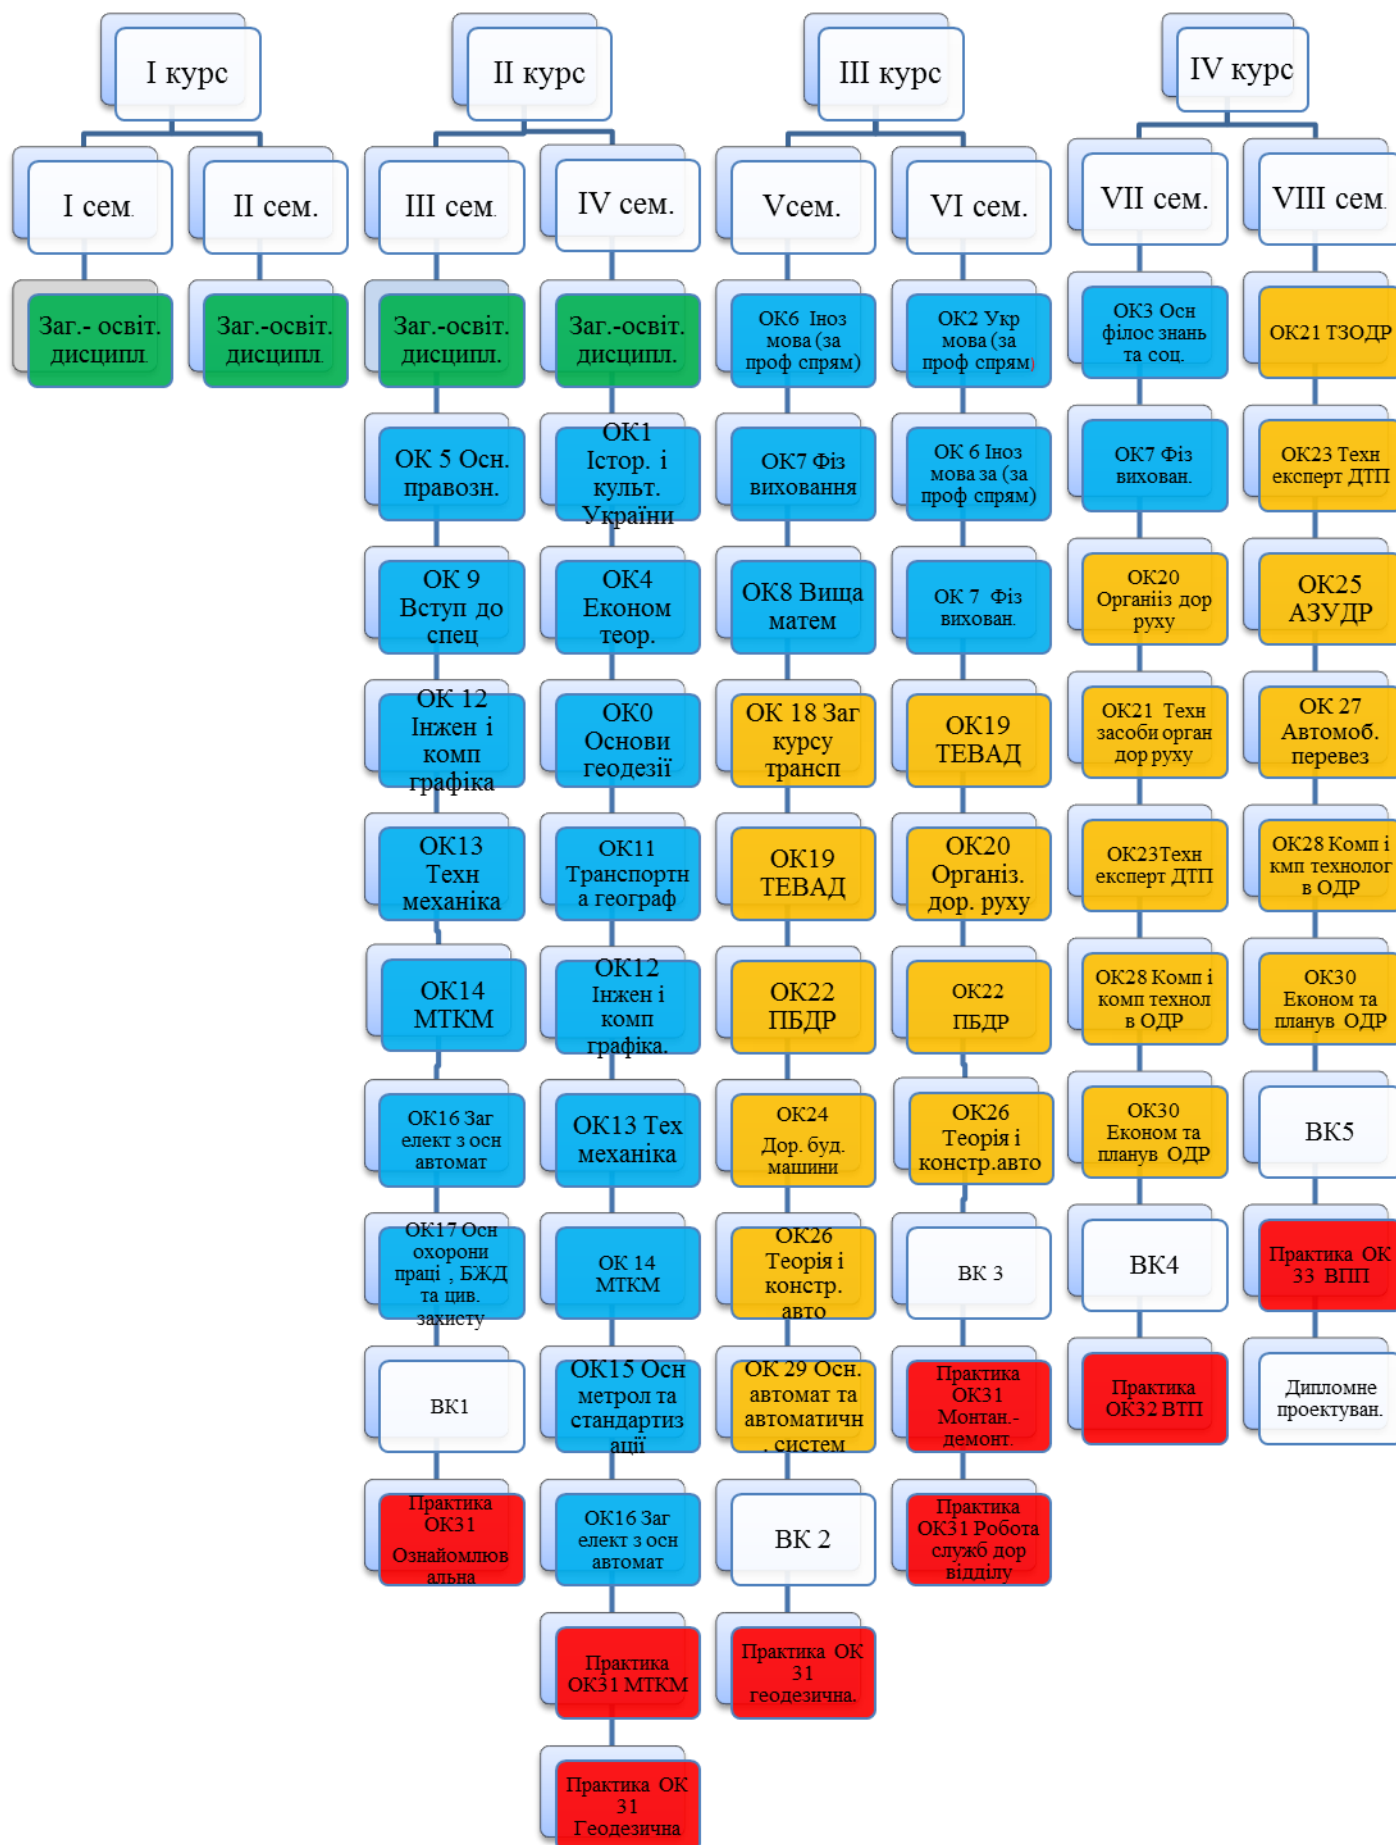 I курс
I сем.
Заг.- освіт.
дисципл.
II сем.
Заг.-освіт.
дисципл.
II курс
III сем.
Заг.-освіт.
дисципл.
ОК 5 Осн.
правозн.
ОК 9
Вступ до
спец
ОК 12
Інжен і
комп
графіка
ОК13
Техн
механіка
ОК14
МТКМ
ОК16 Заг
елект з осн
автомат
ОК17 Осн
охорони
праці , БЖД
та цив.
захисту
ВК1
Практика
ОК31
Ознайомлюв
альна
IV сем.
Заг.-освіт.
дисципл.
ОК1
Істор. і
культ.
України
ОК4
Економ
теор.
ОК0
Основи
геодезії
ОК11
Транспортн
а географ
ОК12
Інжен і
комп
графіка.
ОК13 Тех
механіка
ОК 14
МТКМ
ОК15 Осн
метрол та
стандартиз
ації
ОК16 Заг
елект з осн
автомат
Практика
ОК31 МТКМ
Практика ОК
31
Геодезична
III курс
Vсем.
ОК6 Іноз
мова (за
проф спрям)
ОК7 Фіз
виховання
ОК8 Вища
матем
ОК 18 Заг
курсу
трансп
ОК19
ТЕВАД
ОК22
ПБДР
ОК24
Дор. буд.
машини
ОК26
Теорія і
констр.
авто
ОК 29 Осн.
автомат та
автоматичн
. систем
ВК 2
Практика ОК
31
геодезична.
VI сем.
ОК2 Укр
мова (за
проф спрям)
ОК 6 Іноз
мова за (за
проф спрям)
ОК 7 Фіз
вихован.
ОК19
ТЕВАД
ОК20
Організ.
дор. руху
ОК22
ПБДР
ОК26
Теорія і
констр.авто
ВК 3
Практика
ОК31
Монтан.-
демонт.
Практика
ОК31 Робота
служб дор
відділу
IV курс
VII сем.
ОК3 Осн
філос знань
та соц.
ОК7 Фіз
вихован.
ОК20
Органііз дор
руху
ОК21 Техн
засоби орган
дор руху
ОК23Техн
експерт ДТП
ОК28 Комп і
комп технол
в ОДР
ОК30
Економ та
планув ОДР
ВК4
Практика
ОК32 ВТП
VIII сем.
ОК21 ТЗОДР
ОК23 Техн
експерт ДТП
ОК25
АЗУДР
ОК 27
Автомоб.
перевез
ОК28 Комп і
кмп технолог
в ОДР
ОК30
Економ та
планув ОДР
ВК5
Практика ОК
33 ВПП
Дипломне
проектуван.